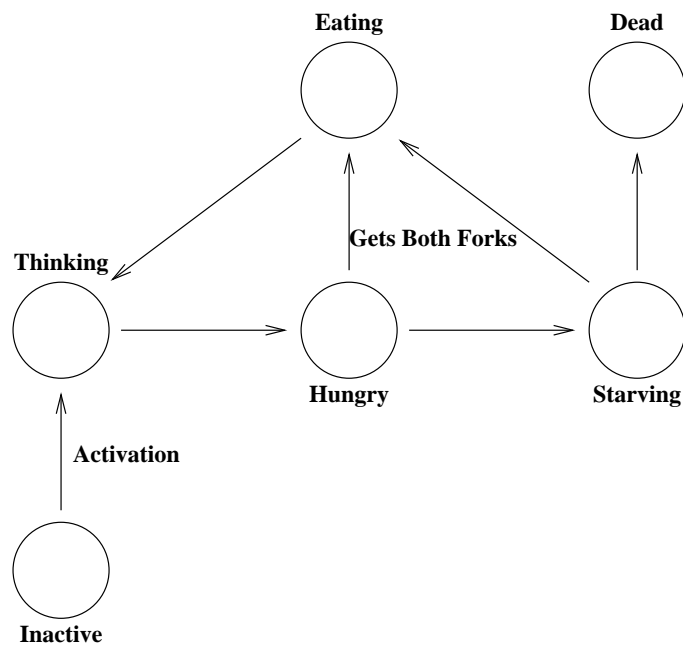 Eating
Dead
Gets Both Forks
Thinking
Hungry
Starving
Activation
Inactive